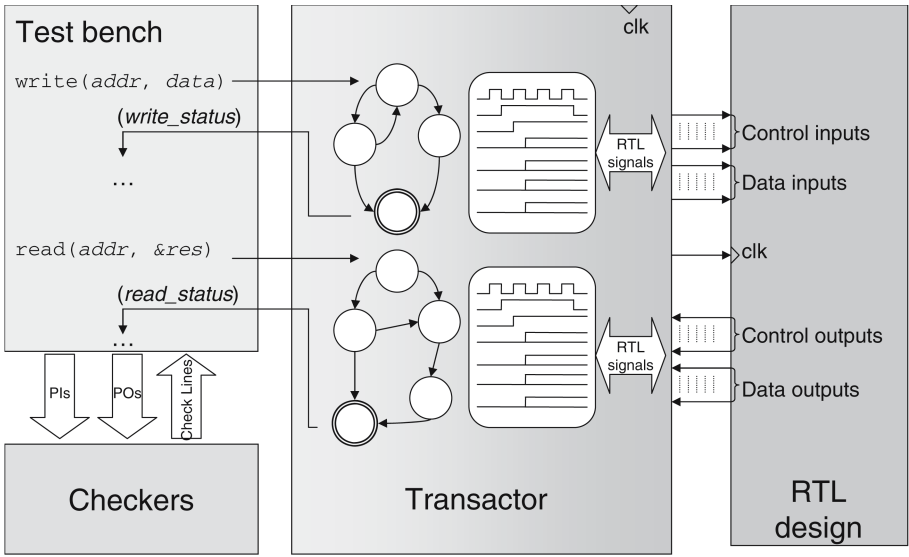 Test bench
write(addr, data)
(write_status)
...
read(addr, &res)
(read_status)
...
PIs
POs
Check Lines
Checkers
clk
RTL
signals
RTL
signals
Transactor
Control inputs
Data inputs
clk
Control outputs
Data outputs
RTL
design